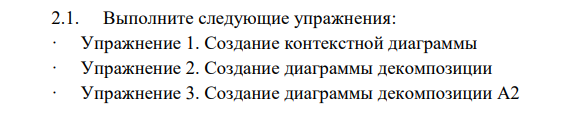 2.1. Выполните следующие упражнения:
· Упражнение 1. Создание контекстной диаграммы
· Упражнение 2. Создание диаграммы декомпозиции
· Упражнение 3. Создание диаграммы декомпозиции А2